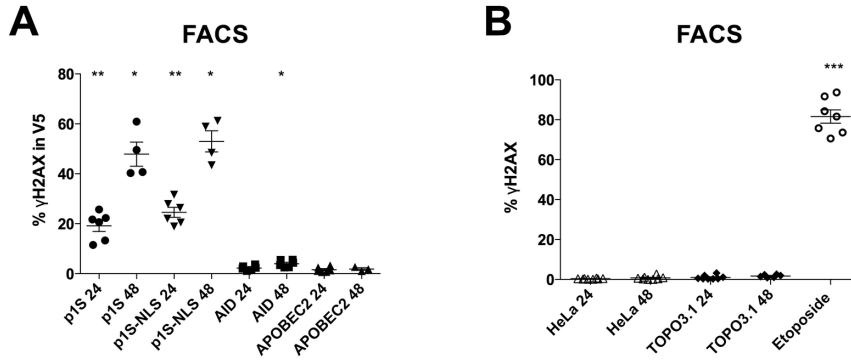 A
FACS
% γH2AX in V5
80
60
40
20
0
** * ** * *
p1S 24
p1S 48
p1S-NLS 24
p1S-NLS 48
AID 24
AID 48
APOBEC2 24
APOBEC2 48
B
FACS
% γH2AX
100
80
60
40
20
0
***
HeLa 24
HeLa 48
TOPO3.1 24
TOPO3.1 48
Etoposide